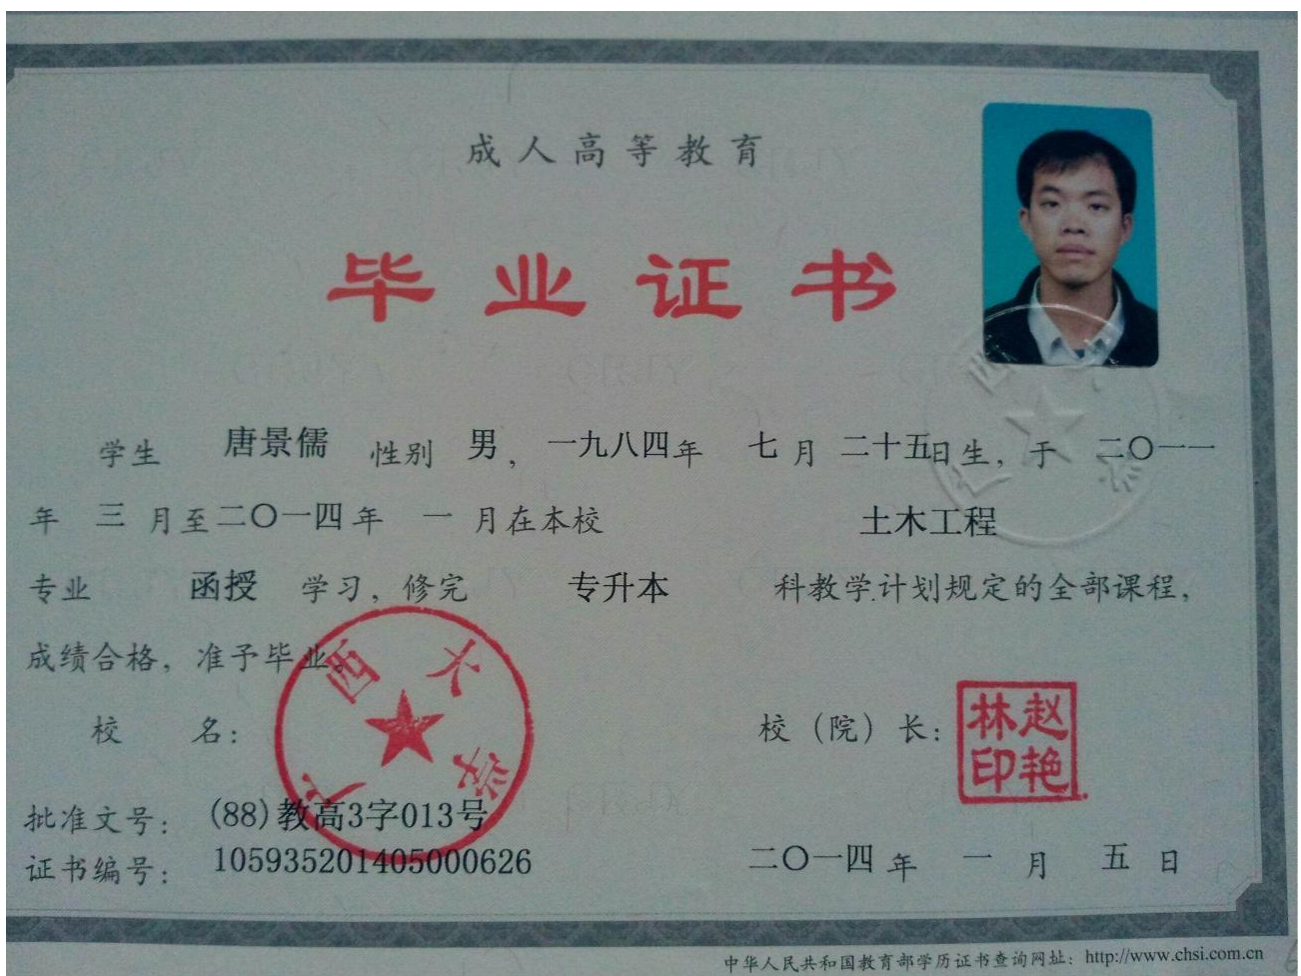 成人高等教育
毕业证书
学生 唐景儒 性别 男，一九八四年 七月 二十五日生，于 二〇一一
年 三 月至二〇一四年 一 月在本校 土木工程
专业 函授 学习，修完 专升本 科教学计划规定的全部课程，
成绩合格，准予毕业。
校 名：
广西大学
校（院）长：
赵艳林印
批准文号：(88)教高3字013号
证书编号：105935201405000626
二〇一四年 一 月 五 日
中华人民共和国教育部学历证书查询网址：http://www.chsi.com.cn